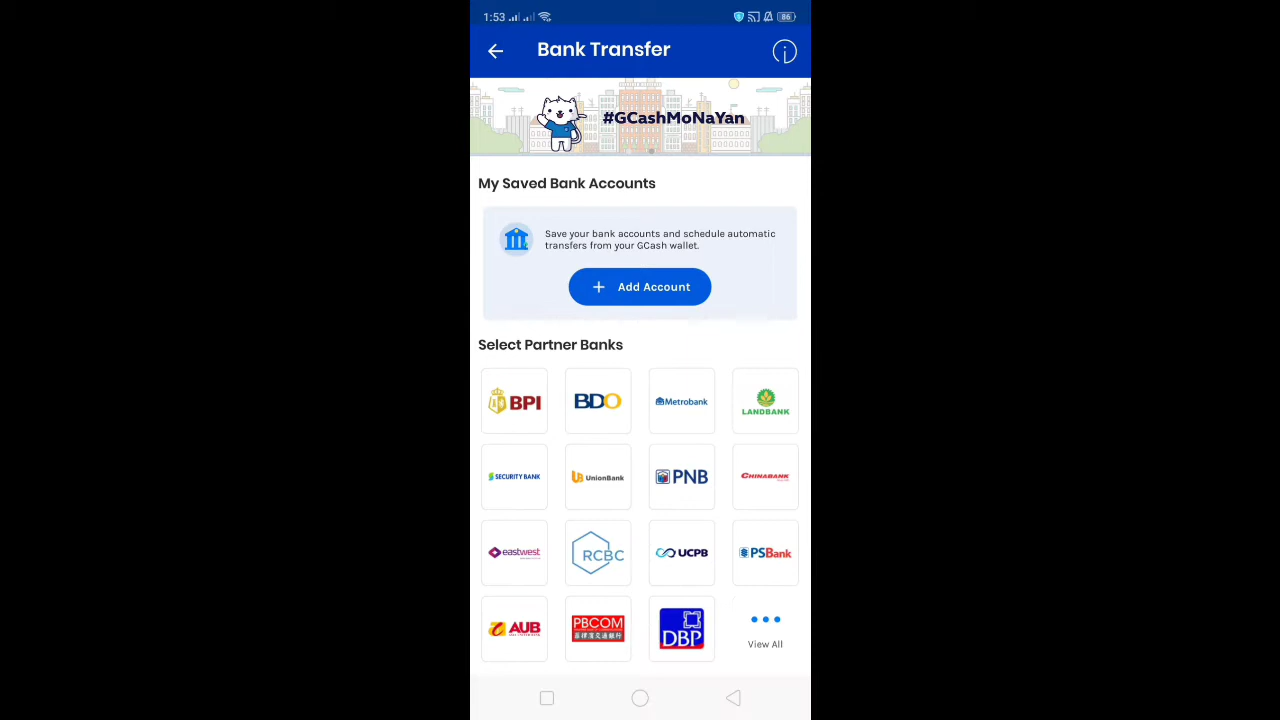 1:53
86
Bank Transfer
#GCashMoNaYan
My Saved Bank Accounts
Save your bank accounts and schedule automatic
transfers from your GCash wallet.
+ Add Account
Select Partner Banks
BPI
BDO
Metrobank
LANDBANK
SECURITY BANK
UnionBank
PNB
CHINABANK
eastwest
RCBC
UCPB
PSBank
AUB
PBCOM
DBP
View All